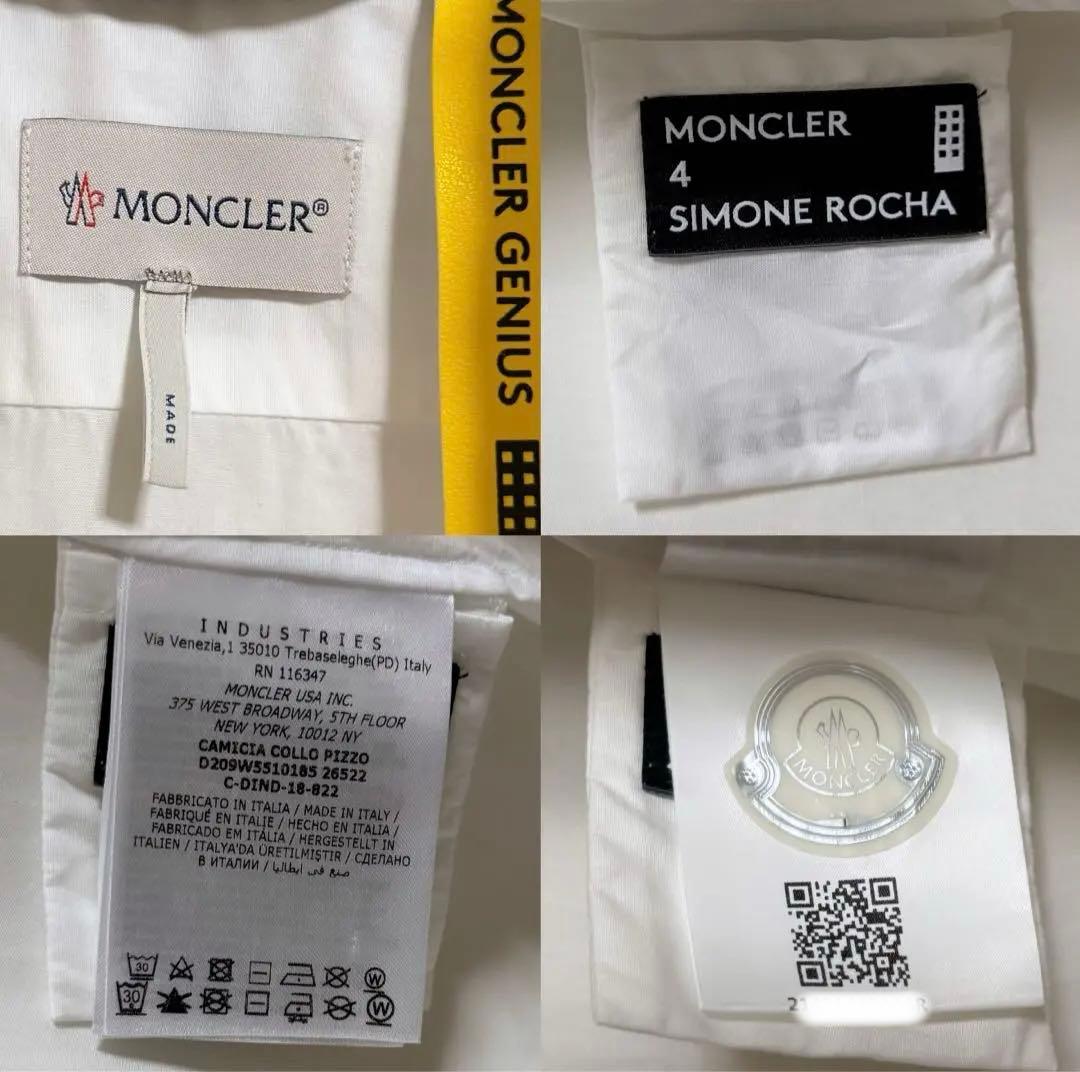 MONCLER®
MADE
MONCLER GENIUS
MONCLER
4
SIMONE ROCHA
INDUSTRIES
Via Venezia,1 35010 Trebaseleghe(PD) Italy
RN 116347
MONCLER USA INC.
375 WEST BROADWAY, 5TH FLOOR
NEW YORK, 10012 NY
CAMICIA COLLO PIZZO
D209W5510185 26522
C-DIND-18-822
FABBRICATO IN ITALIA / MADE IN ITALY /
FABRIQUÉ EN ITALIE / HECHO EN ITALIA /
FABRICADO EM ITÁLIA / HERGESTELLT IN
ITALIEN / ITALYA'DA ÜRETILMIŞTIR / СДЕЛАНО
В ИТАЛИИ / صنع في ايطاليا
30 W
30 W
MONCLER